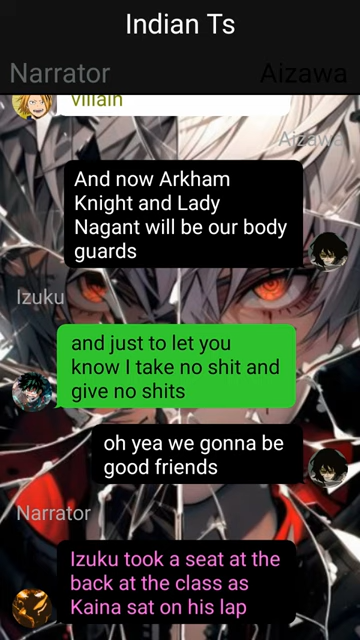 Indian Ts
Narrator
Aizawa
villain
Aizawa
And now Arkham
Knight and Lady
Nagant will be our body
guards
Izuku
and just to let you
know I take no shit and
give no shits
oh yea we gonna be
good friends
Narrator
Izuku took a seat at the
back at the class as
Kaina sat on his lap